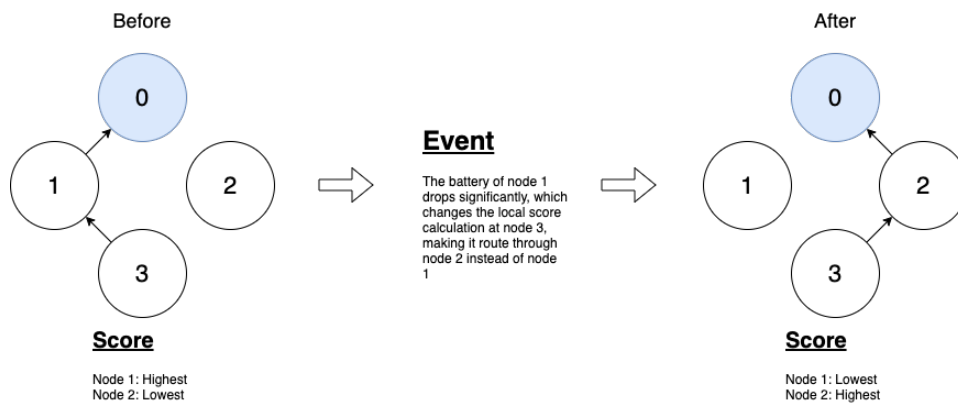 Before
0
1
2
3
Score
Node 1: Highest
Node 2: Lowest
Event
The battery of node 1
drops significantly, which
changes the local score
calculation at node 3,
making it route through
node 2 instead of node
1
After
0
1
2
3
Score
Node 1: Lowest
Node 2: Highest